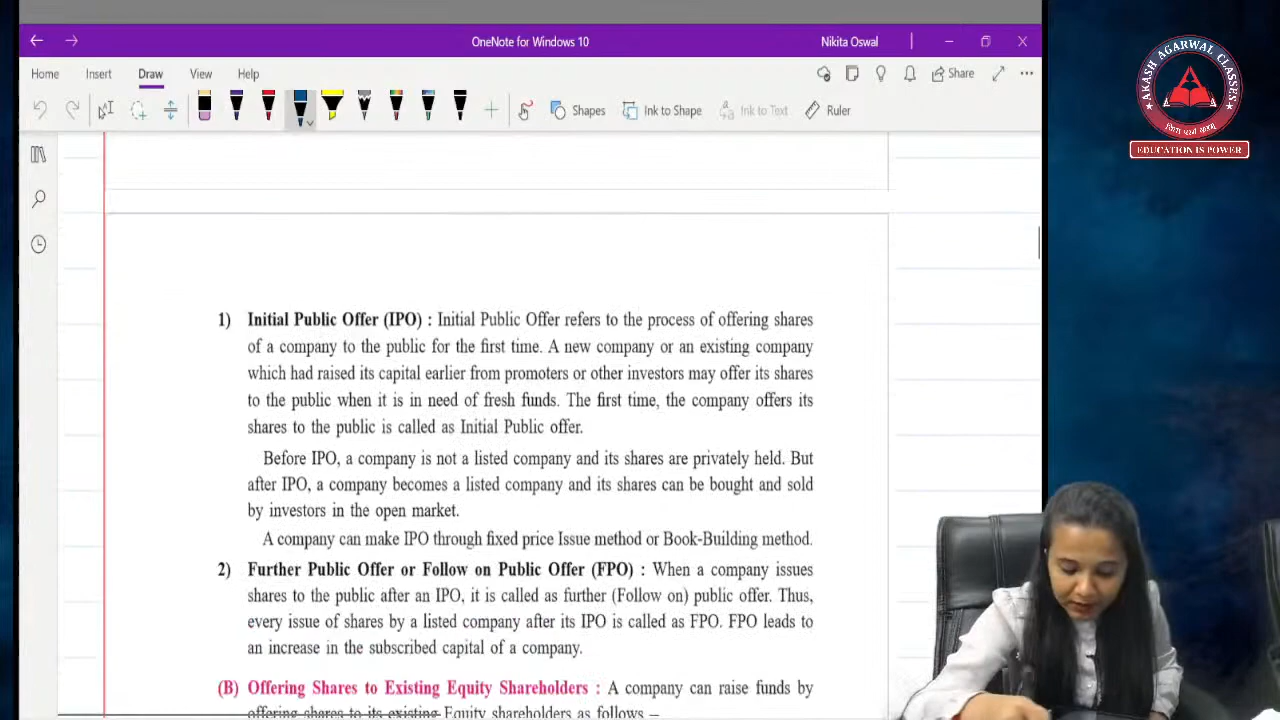 OneNote for Windows 10
Nikita Oswal
Home Insert Draw View Help
Share
Shapes Ink to Shape Ink to Text Ruler
AKASH AGARWAL CLASSES
EDUCATION IS POWER
1) Initial Public Offer (IPO) : Initial Public Offer refers to the process of offering shares
of a company to the public for the first time. A new company or an existing company
which had raised its capital earlier from promoters or other investors may offer its shares
to the public when it is in need of fresh funds. The first time, the company offers its
shares to the public is called as Initial Public offer.
Before IPO, a company is not a listed company and its shares are privately held. But
after IPO, a company becomes a listed company and its shares can be bought and sold
by investors in the open market.
A company can make IPO through fixed price Issue method or Book-Building method.
2) Further Public Offer or Follow on Public Offer (FPO) : When a company issues
shares to the public after an IPO, it is called as further (Follow on) public offer. Thus,
every issue of shares by a listed company after its IPO is called as FPO. FPO leads to
an increase in the subscribed capital of a company.
(B) Offering Shares to Existing Equity Shareholders : A company can raise funds by
offering shares to its existing Equity shareholders as follows –